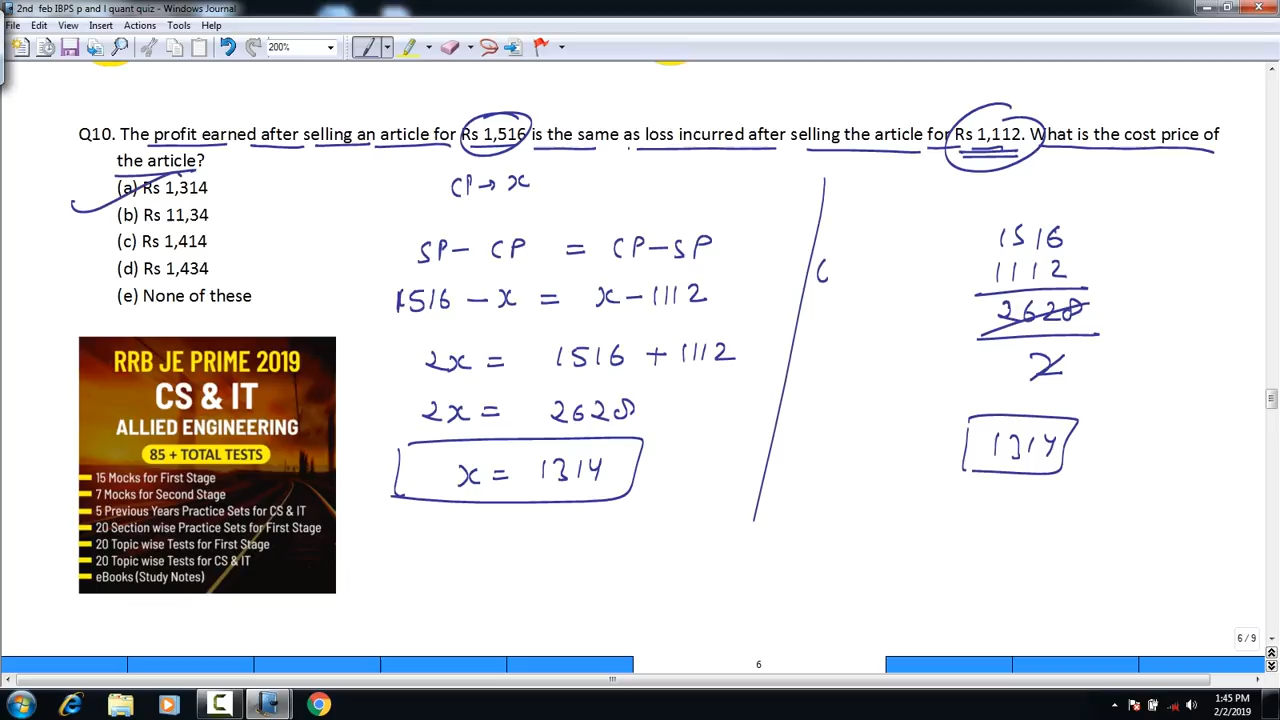 2nd feb IBPS p and I quant quiz - Windows Journal
File Edit View Insert Actions Tools Help
200%
Q10. The profit earned after selling an article for Rs 1,516 is the same as loss incurred after selling the article for Rs 1,112. What is the cost price of
the article?
(a) Rs 1,314
(b) Rs 11,34
(c) Rs 1,414
(d) Rs 1,434
(e) None of these
CP → x
SP - CP = CP - SP
1516 - x = x - 1112
2x = 1516 + 1112
2x = 2628
x = 1314
(
1516
1112
2628
2
1314
RRB JE PRIME 2019
CS & IT
ALLIED ENGINEERING
85 + TOTAL TESTS
15 Mocks for First Stage
7 Mocks for Second Stage
5 Previous Years Practice Sets for CS & IT
20 Section wise Practice Sets for First Stage
20 Topic wise Tests for First Stage
20 Topic wise Tests for CS & IT
eBooks (Study Notes)
6 / 9
6
1:45 PM
2/2/2019